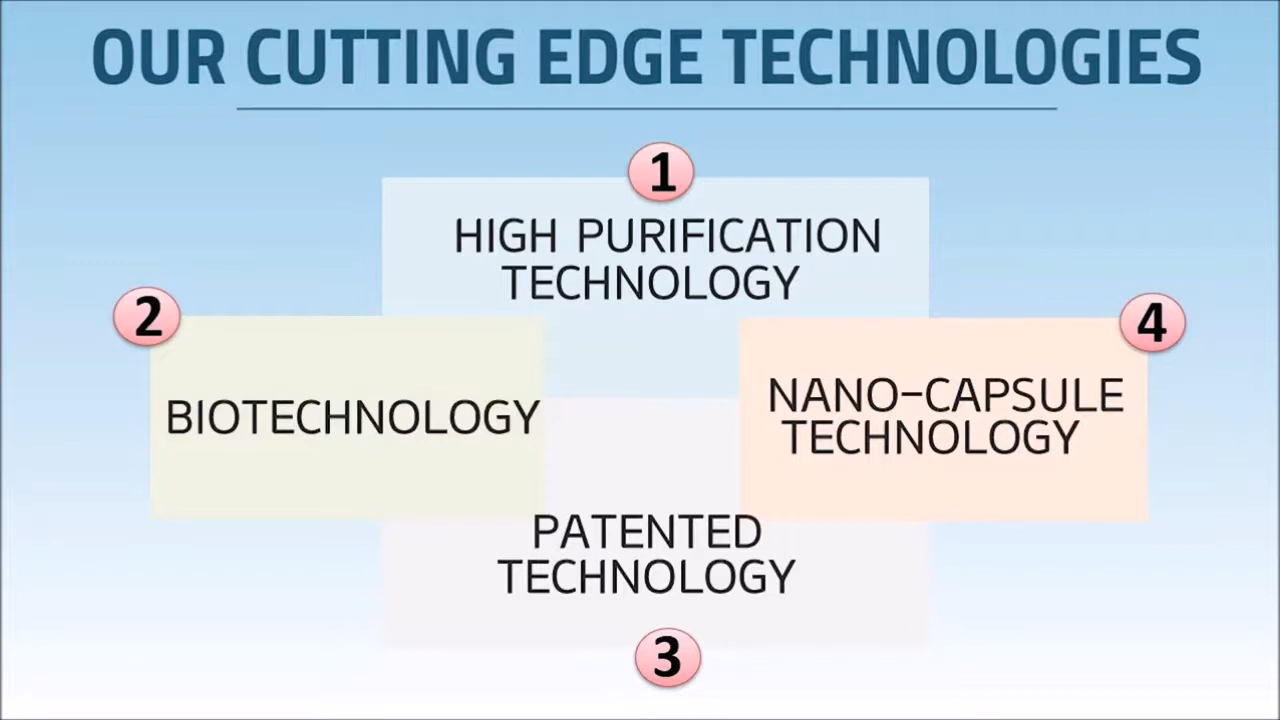 OUR CUTTING EDGE TECHNOLOGIES
1
HIGH PURIFICATION
TECHNOLOGY
2
BIOTECHNOLOGY
4
NANO-CAPSULE
TECHNOLOGY
PATENTED
TECHNOLOGY
3